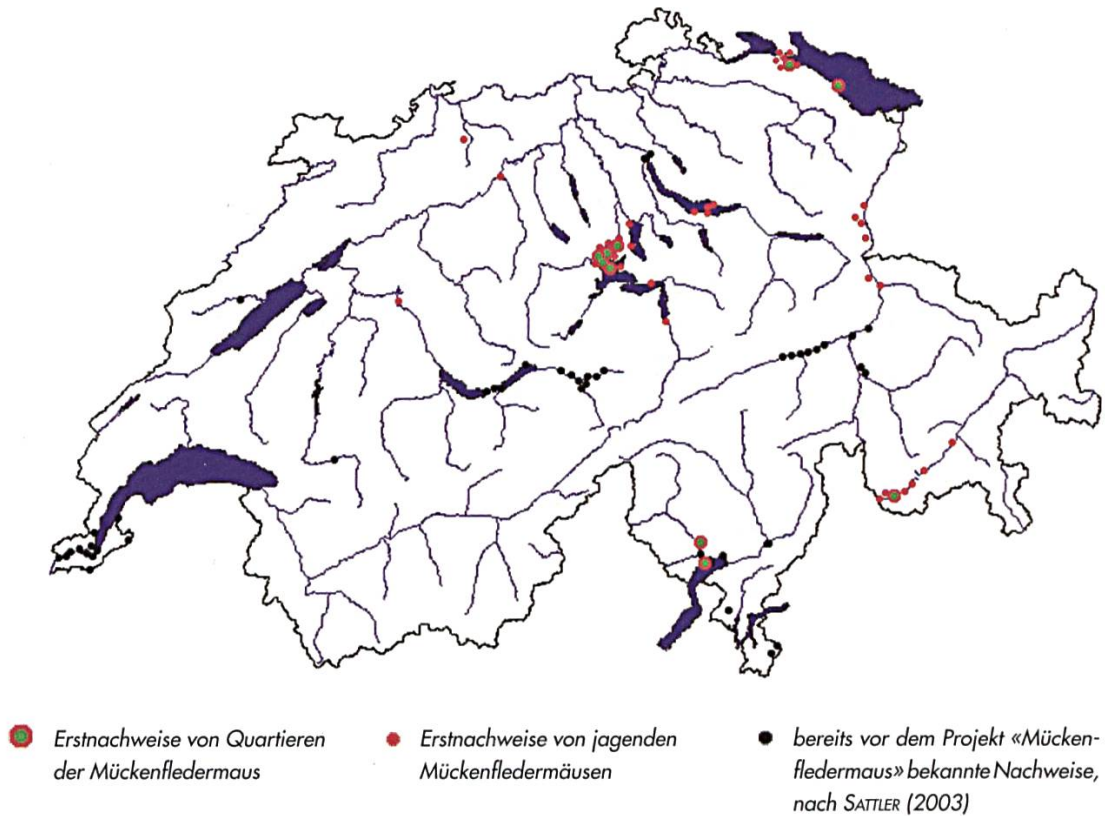 Erstnachweise von Quartieren
der Mückenfledermaus
Erstnachweise von jagenden
Mückenfledermäusen
bereits vor dem Projekt «Mücken-
fledermaus» bekannte Nachweise,
nach SATTLER (2003)